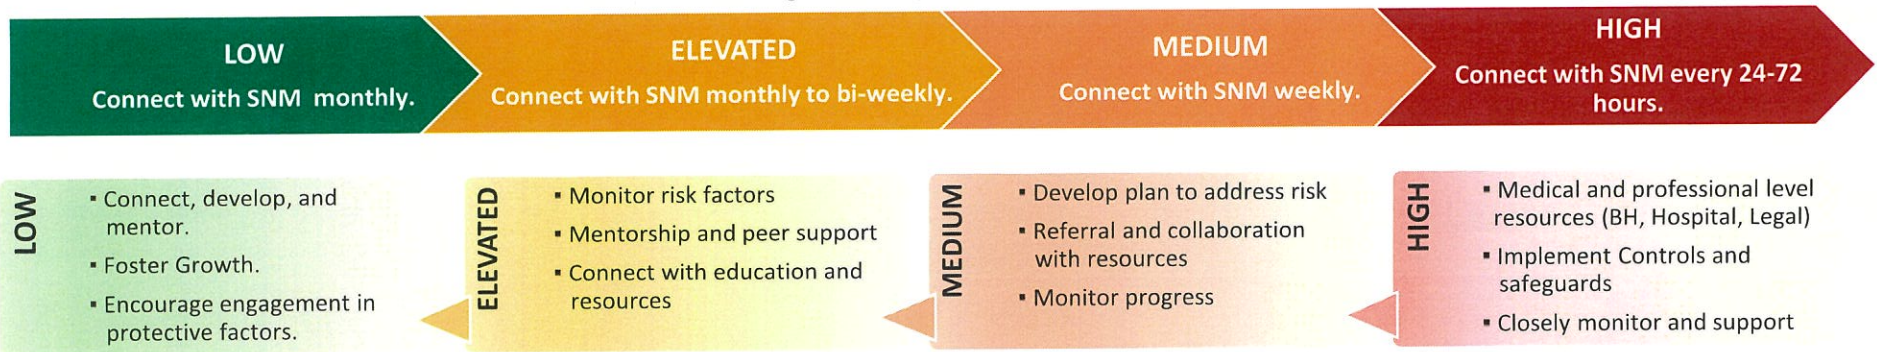 LOW
Connect with SNM monthly.
ELEVATED
Connect with SNM monthly to bi-weekly.
MEDIUM
Connect with SNM weekly.
HIGH
Connect with SNM every 24-72
hours.
LOW
▪ Connect, develop, and
mentor.
▪ Foster Growth.
▪ Encourage engagement in
protective factors.
ELEVATED
▪ Monitor risk factors
▪ Mentorship and peer support
▪ Connect with education and
resources
MEDIUM
▪ Develop plan to address risk
▪ Referral and collaboration
with resources
▪ Monitor progress
HIGH
▪ Medical and professional level
resources (BH, Hospital, Legal)
▪ Implement Controls and
safeguards
▪ Closely monitor and support